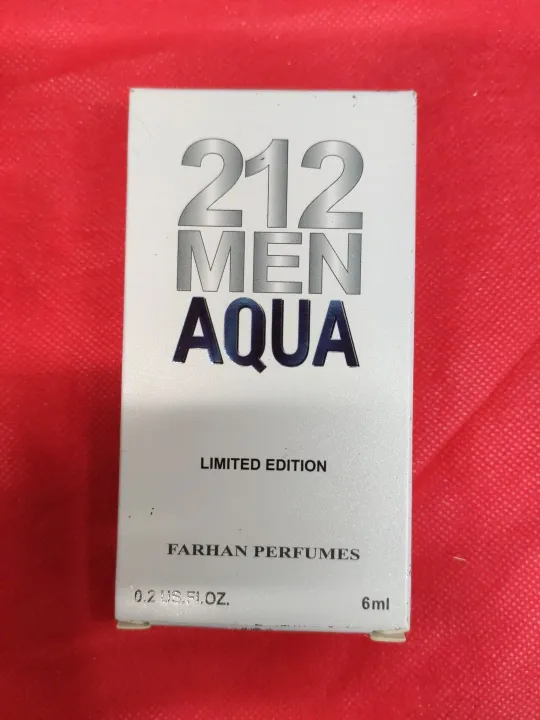 212
MEN
AQUA
LIMITED EDITION
FARHAN PERFUMES
0.2 US.FL.OZ.
6ml